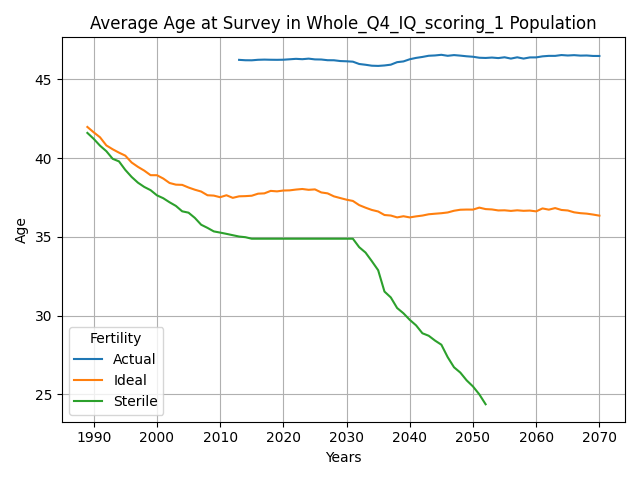 Average Age at Survey in Whole_Q4_IQ_scoring_1 Population
Age
45
40
35
30
25
Fertility
Actual
Ideal
Sterile
1990 2000 2010 2020 2030 2040 2050 2060 2070
Years